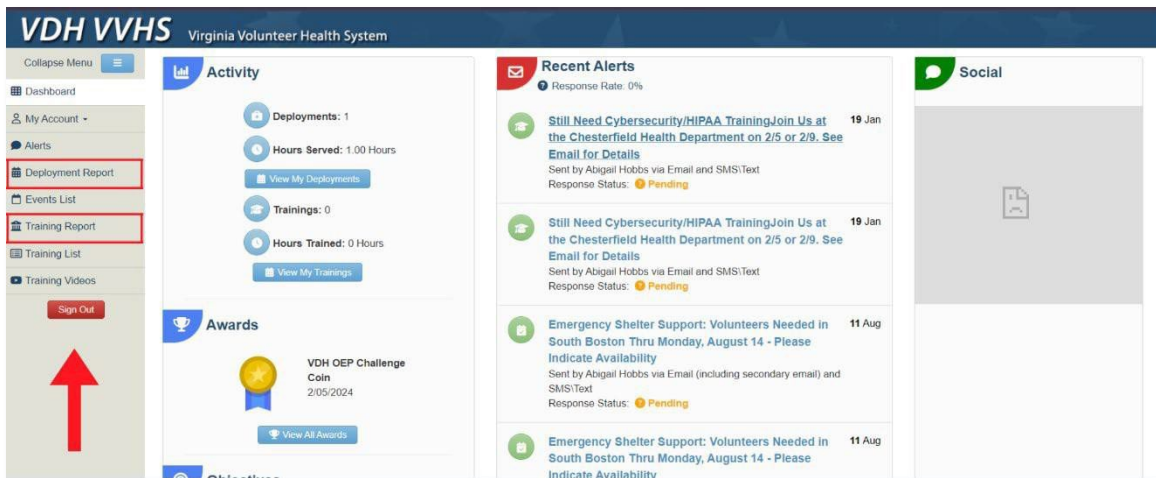 VDH VVHS Virginia Volunteer Health System
Collapse Menu
Dashboard
My Account
Alerts
Deployment Report
Events List
Training Report
Training List
Training Videos
Sign Out
Activity
Deployments: 1
Hours Served: 1.00 Hours
View My Deployments
Trainings: 0
Hours Trained: 0 Hours
View My Trainings
Awards
VDH OEP Challenge
Coin
2/05/2024
View All Awards
Objectives
Recent Alerts
Response Rate: 0%
Still Need Cybersecurity/HIPAA TrainingJoin Us at 19 Jan
the Chesterfield Health Department on 2/5 or 2/9. See
Email for Details
Sent by Abigail Hobbs via Email and SMS\Text
Response Status: Pending
Still Need Cybersecurity/HIPAA TrainingJoin Us at 19 Jan
the Chesterfield Health Department on 2/5 or 2/9. See
Email for Details
Sent by Abigail Hobbs via Email and SMS\Text
Response Status: Pending
Emergency Shelter Support: Volunteers Needed in 11 Aug
South Boston Thru Monday, August 14 - Please
Indicate Availability
Sent by Abigail Hobbs via Email (including secondary email) and
SMS\Text
Response Status: Pending
Emergency Shelter Support: Volunteers Needed in 11 Aug
South Boston Thru Monday, August 14 - Please
Indicate Availability
Social